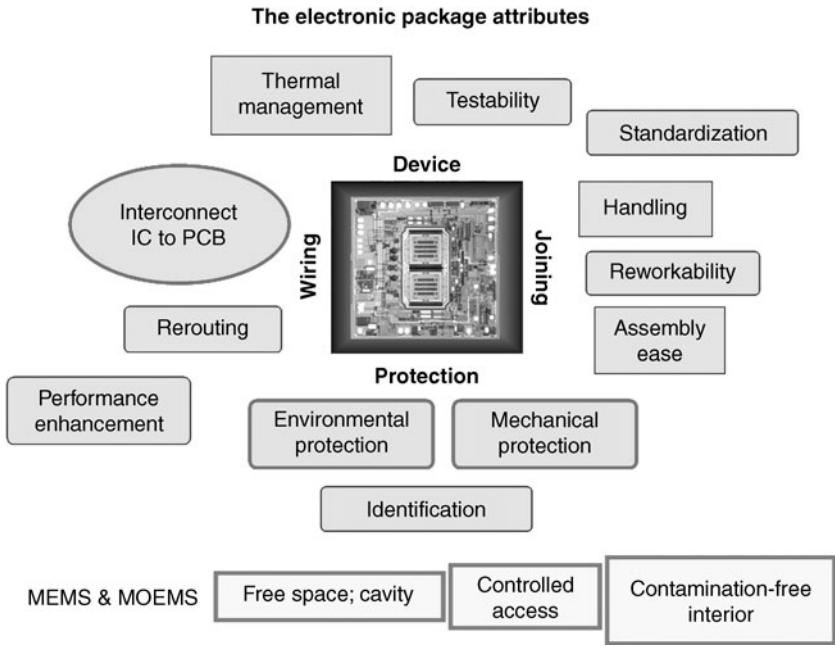 The electronic package attributes
Thermal
management
Testability
Standardization
Device
Interconnect
IC to PCB
Wiring
Joining
Handling
Reworkability
Rerouting
Assembly
ease
Protection
Performance
enhancement
Environmental
protection
Mechanical
protection
Identification
MEMS & MOEMS
Free space; cavity
Controlled
access
Contamination-free
interior